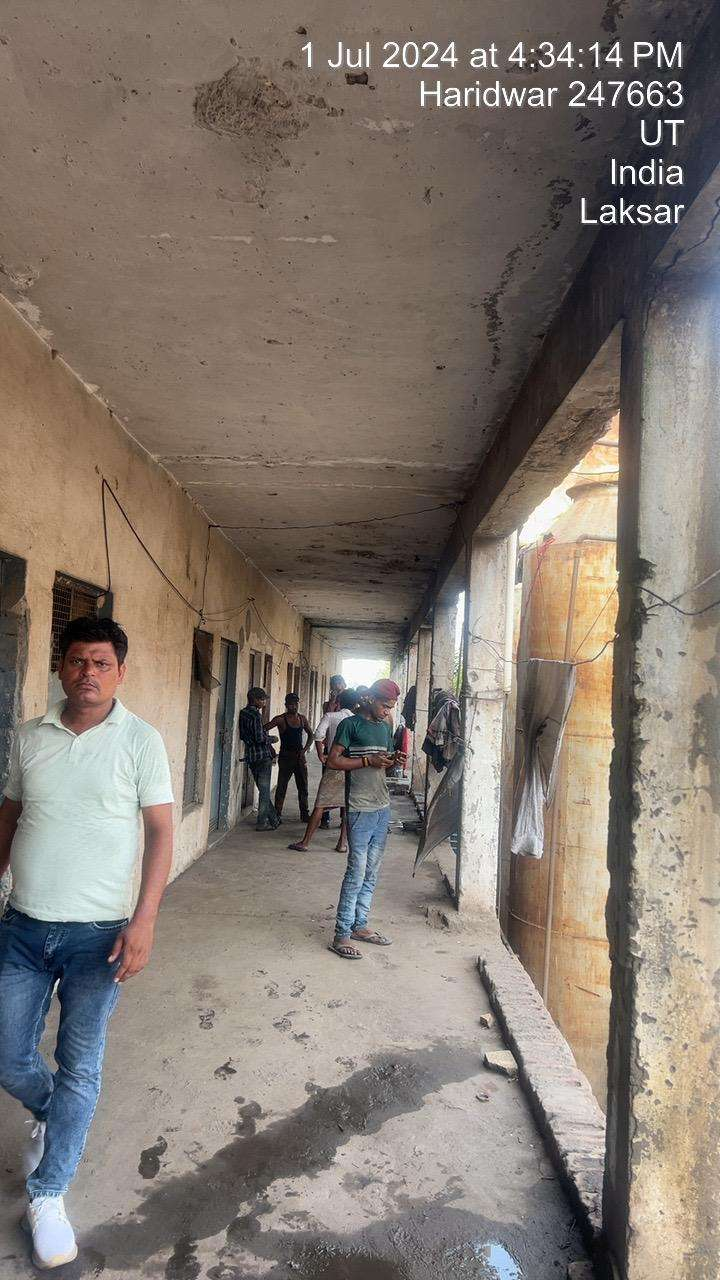 1 Jul 2024 at 4:34:14 PM
Haridwar 247663
UT
India
Laksar